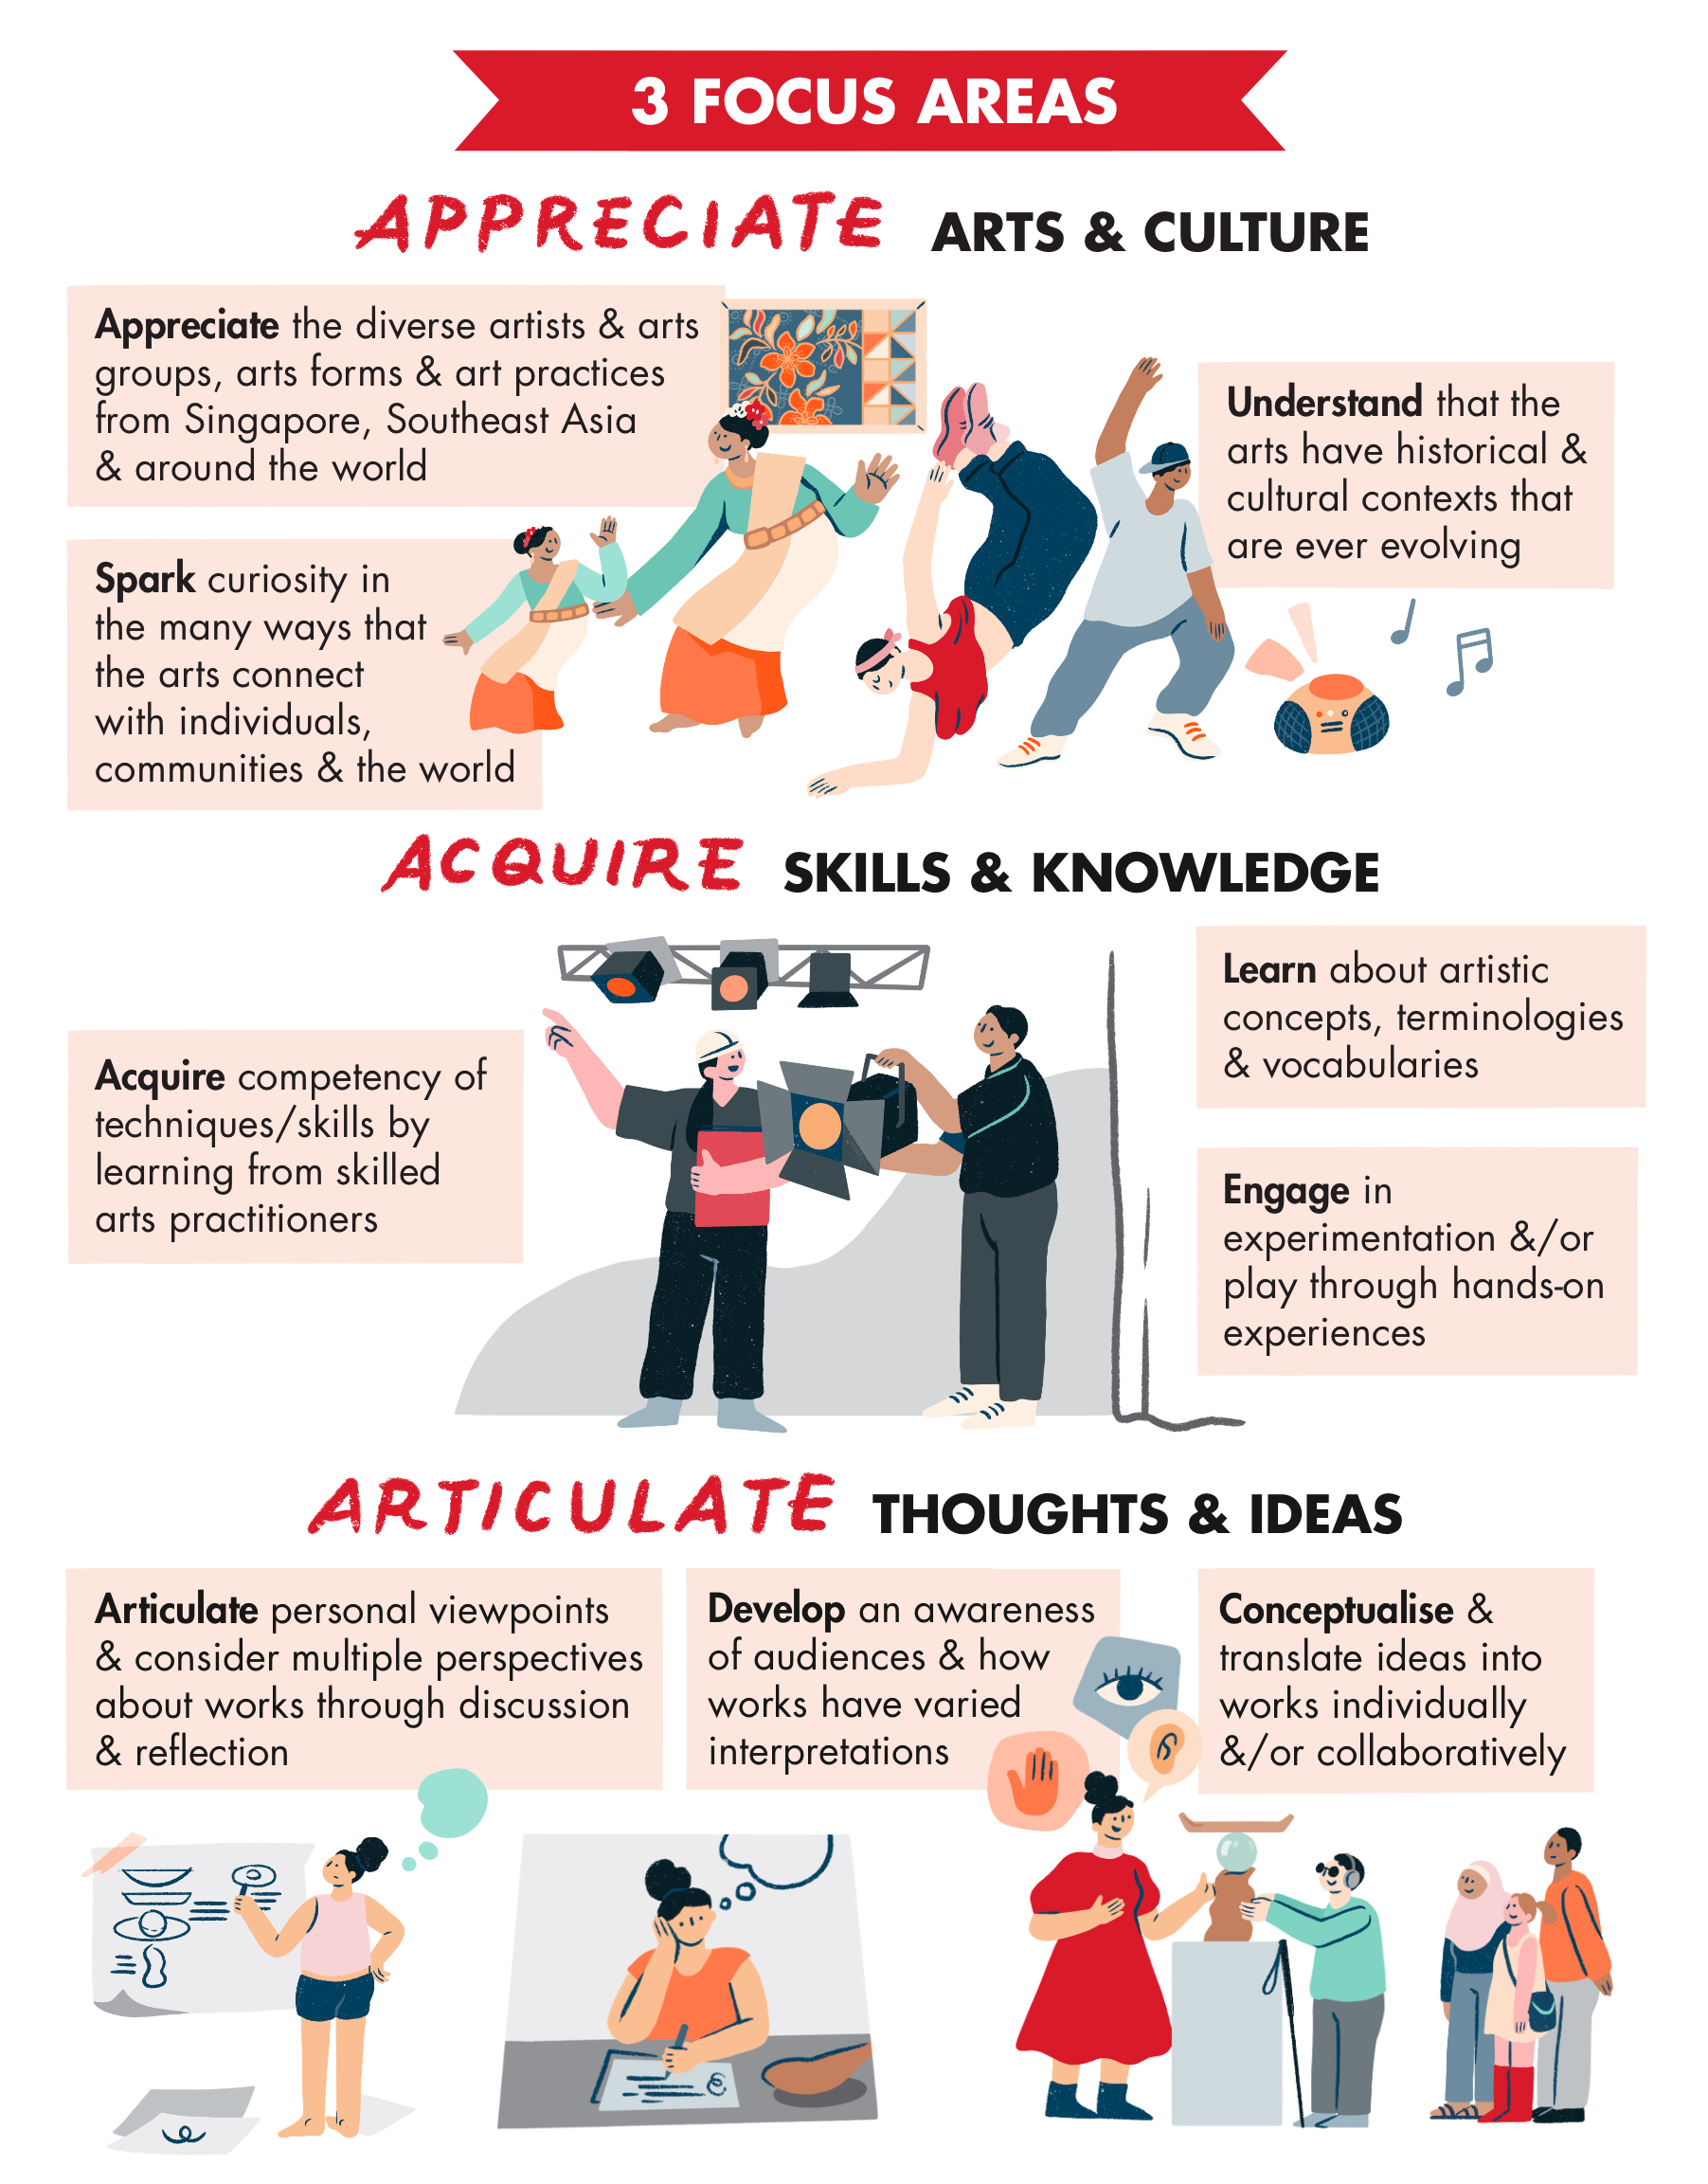 3 FOCUS AREAS
APPRECIATE ARTS & CULTURE
Appreciate the diverse artists & arts
groups, arts forms & art practices
from Singapore, Southeast Asia
& around the world
Spark curiosity in
the many ways that
the arts connect
with individuals,
communities & the world
Understand that the
arts have historical &
cultural contexts that
are ever evolving
ACQUIRE SKILLS & KNOWLEDGE
Acquire competency of
techniques/skills by
learning from skilled
arts practitioners
Learn about artistic
concepts, terminologies
& vocabularies
Engage in
experimentation &/or
play through hands-on
experiences
ARTICULATE THOUGHTS & IDEAS
Articulate personal viewpoints
& consider multiple perspectives
about works through discussion
& reflection
Develop an awareness
of audiences & how
works have varied
interpretations
Conceptualise &
translate ideas into
works individually
&/or collaboratively